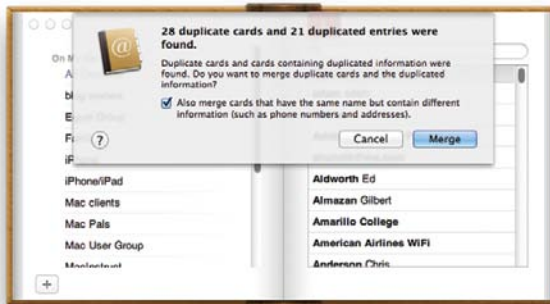 28 duplicate cards and 21 duplicated entries were
found.
Duplicate cards and cards containing duplicated information were
found. Do you want to merge duplicate cards and the duplicated
information?
Also merge cards that have the same name but contain different
information (such as phone numbers and addresses).
?
Cancel
Merge
On My
iPhone/iPad
Mac clients
Mac Pals
Mac User Group
MacInstruct
+
Aldworth Ed
Almazan Gilbert
Amarillo College
American Airlines WiFi
Anderson Chris